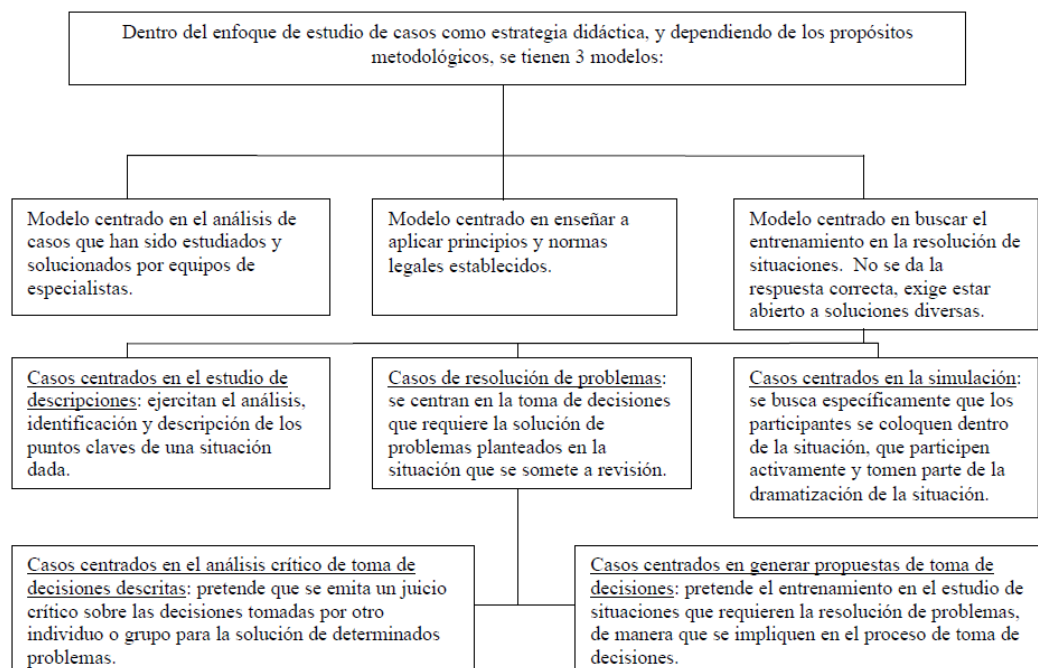 Dentro del enfoque de estudio de casos como estrategia didáctica, y dependiendo de los propósitos
metodológicos, se tienen 3 modelos:
Modelo centrado en el análisis de
casos que han sido estudiados y
solucionados por equipos de
especialistas.
Modelo centrado en enseñar a
aplicar principios y normas
legales establecidos.
Modelo centrado en buscar el
entrenamiento en la resolución de
situaciones.  No se da la
respuesta correcta, exige estar
abierto a soluciones diversas.
Casos centrados en el estudio de
descripciones: ejercitan el análisis,
identificación y descripción de los
puntos claves de una situación
dada.
Casos de resolución de problemas:
se centran en la toma de decisiones
que requiere la solución de
problemas planteados en la
situación que se somete a revisión.
Casos centrados en la simulación:
se busca específicamente que los
participantes se coloquen dentro
de la situación, que participen
activamente y tomen parte de la
dramatización de la situación.
Casos centrados en el análisis crítico de toma de
decisiones descritas: pretende que se emita un juicio
crítico sobre las decisiones tomadas por otro
individuo o grupo para la solución de determinados
problemas.
Casos centrados en generar propuestas de toma de
decisiones: pretende el entrenamiento en el estudio de
situaciones que requieren la resolución de problemas,
de manera que se impliquen en el proceso de toma de
decisiones.